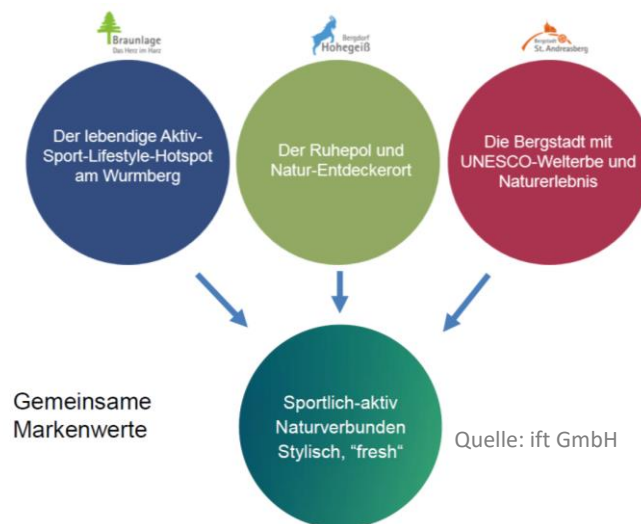 Braunlage
Das Herz im Harz
Bergdorf
Hohegeiß
Bergstadt
St. Andreasberg
Der lebendige Aktiv-
Sport-Lifestyle-Hotspot
am Wurmberg
Der Ruhepol und
Natur-Entdeckerort
Die Bergstadt mit
UNESCO-Welterbe und
Naturerlebnis
Gemeinsame
Markenwerte
Sportlich-aktiv
Naturverbunden
Stylisch, "fresh“
Quelle: ift GmbH